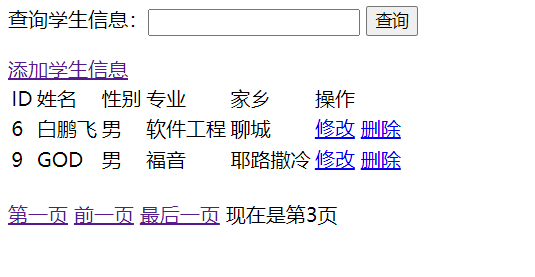 查询学生信息： 查询
添加学生信息
ID 姓名 性别 专业 家乡 操作
6 白鹏飞 男 软件工程 聊城 修改 删除
9 GOD 男 福音 耶路撒冷 修改 删除
第一页 前一页 最后一页 现在是第3页